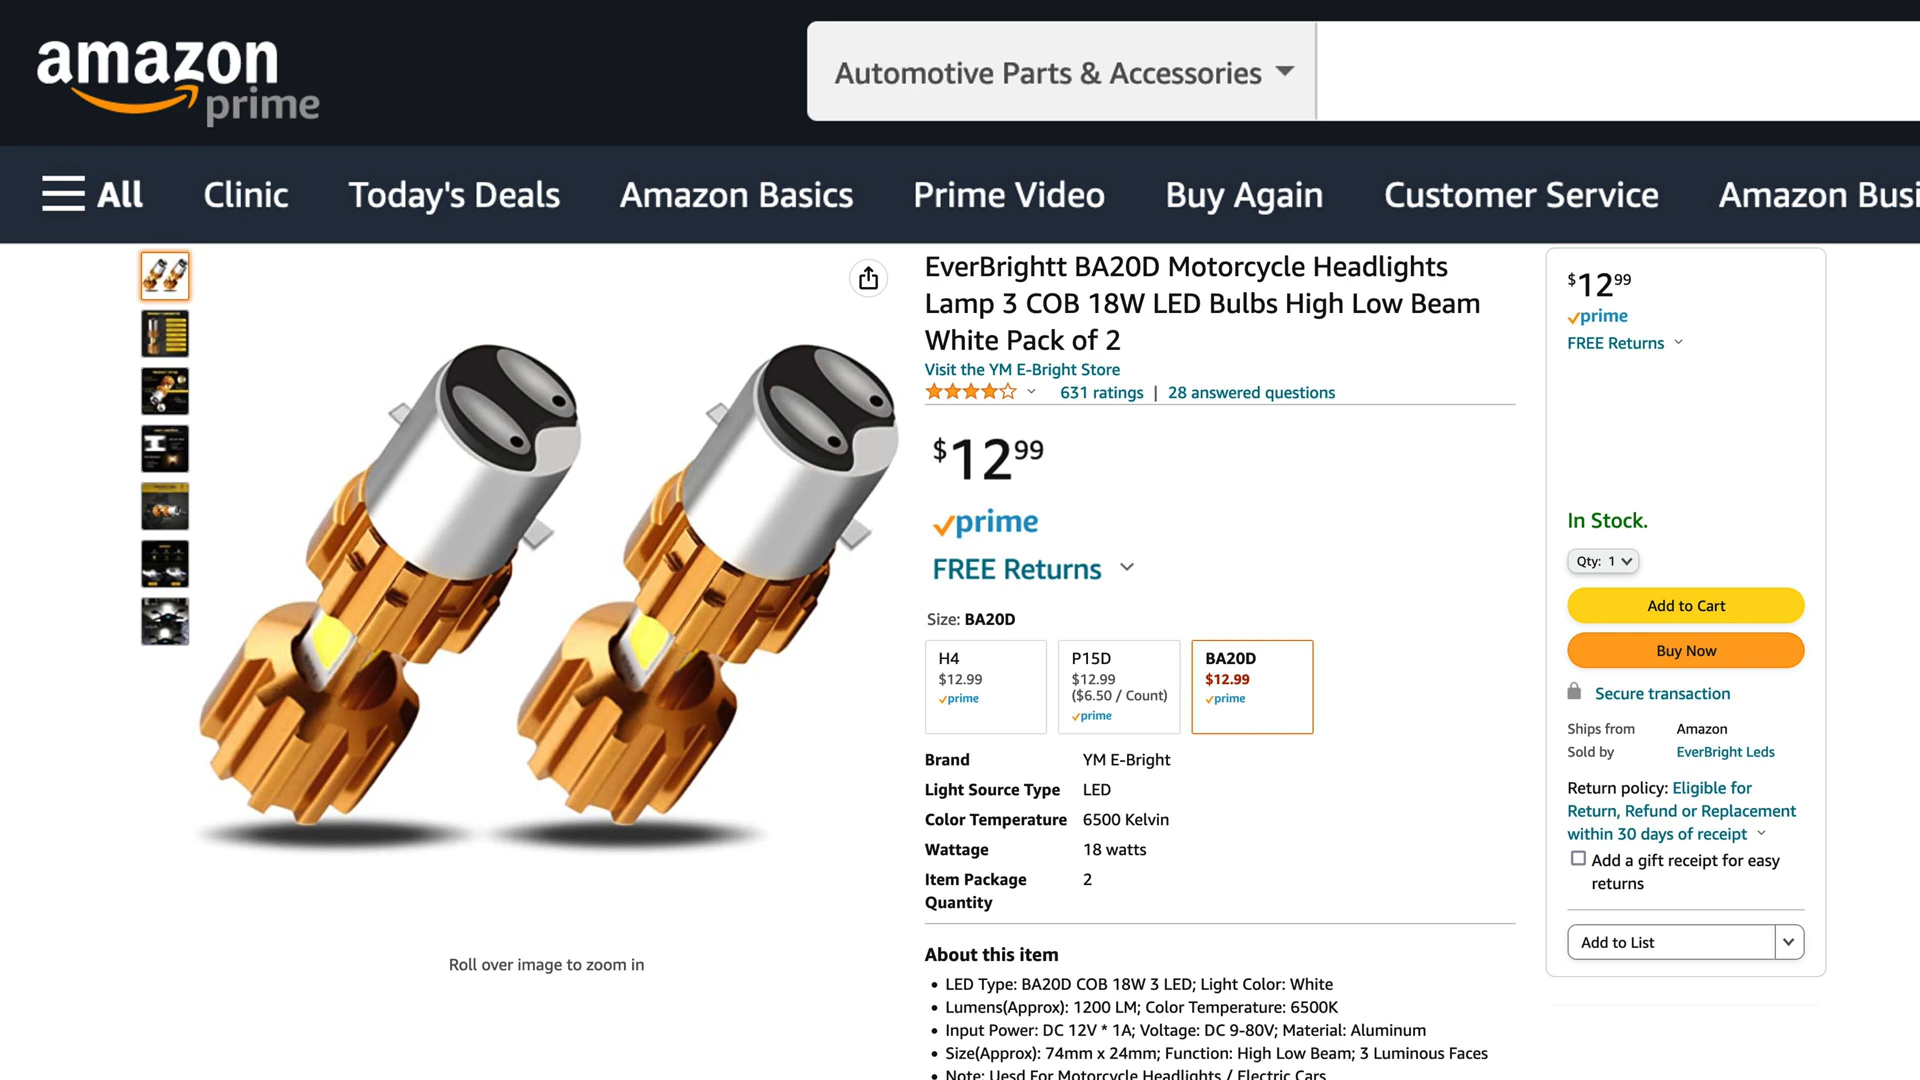 amazon
prime
Automotive Parts & Accessories
All Clinic Today's Deals Amazon Basics Prime Video Buy Again Customer Service Amazon Busi
EverBrightt BA20D Motorcycle Headlights
Lamp 3 COB 18W LED Bulbs High Low Beam
White Pack of 2
Visit the YM E-Bright Store
631 ratings | 28 answered questions
$12.99
prime
FREE Returns
Size: BA20D
H4
$12.99
prime
P15D
$12.99
($6.50 / Count)
prime
BA20D
$12.99
prime
Brand YM E-Bright
Light Source Type LED
Color Temperature 6500 Kelvin
Wattage 18 watts
Item Package 2
Quantity
About this item
• LED Type: BA20D COB 18W 3 LED; Light Color: White
• Lumens(Approx): 1200 LM; Color Temperature: 6500K
• Input Power: DC 12V * 1A; Voltage: DC 9-80V; Material: Aluminum
• Size(Approx): 74mm x 24mm; Function: High Low Beam; 3 Luminous Faces
• Note: Uesd For Motorcycle Headlights / Electric Cars
Roll over image to zoom in
$12.99
prime
FREE Returns
In Stock.
Qty: 1
Add to Cart
Buy Now
Secure transaction
Ships from Amazon
Sold by EverBright Leds
Return policy: Eligible for
Return, Refund or Replacement
within 30 days of receipt
Add a gift receipt for easy
returns
Add to List